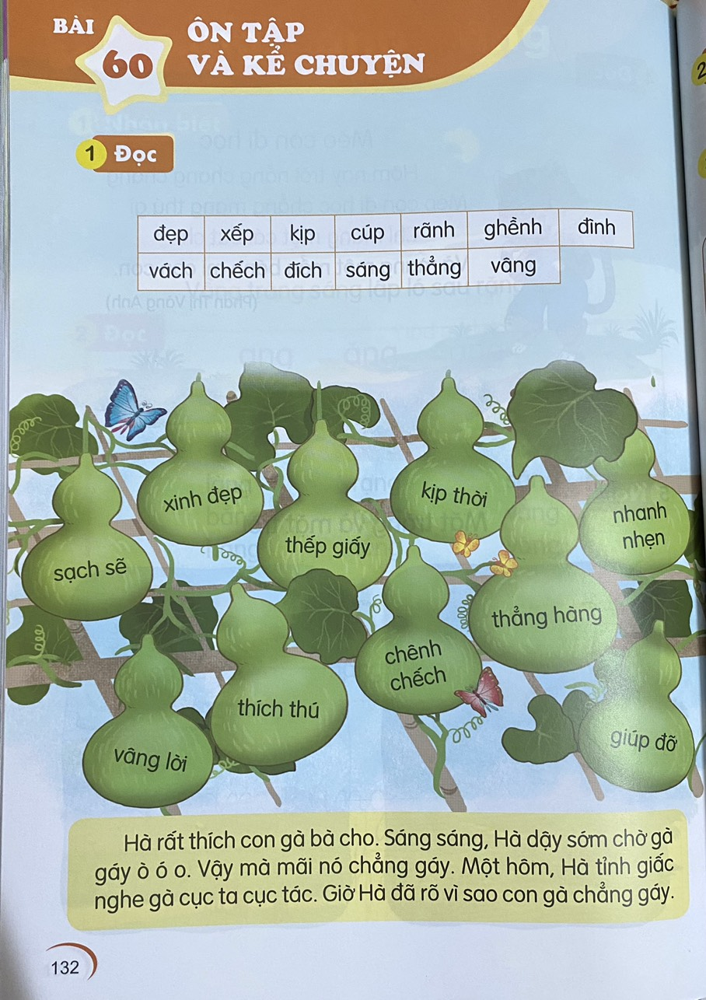 BÀI
60
ÔN TẬP
VÀ KỂ CHUYỆN
1 Đọc
đẹp xếp kịp cúp rãnh ghềnh đình
vách chếch đích sáng thẳng vâng
xinh đẹp
kịp thời
nhanh
nhẹn
thếp giấy
sạch sẽ
thẳng hàng
chênh
chếch
thích thú
giúp đỡ
vâng lời
Hà rất thích con gà bà cho. Sáng sáng, Hà dậy sớm chờ gà
gáy ò ó o. Vậy mà mãi nó chẳng gáy. Một hôm, Hà tỉnh giấc
nghe gà cục ta cục tác. Giờ Hà đã rõ vì sao con gà chẳng gáy.
132